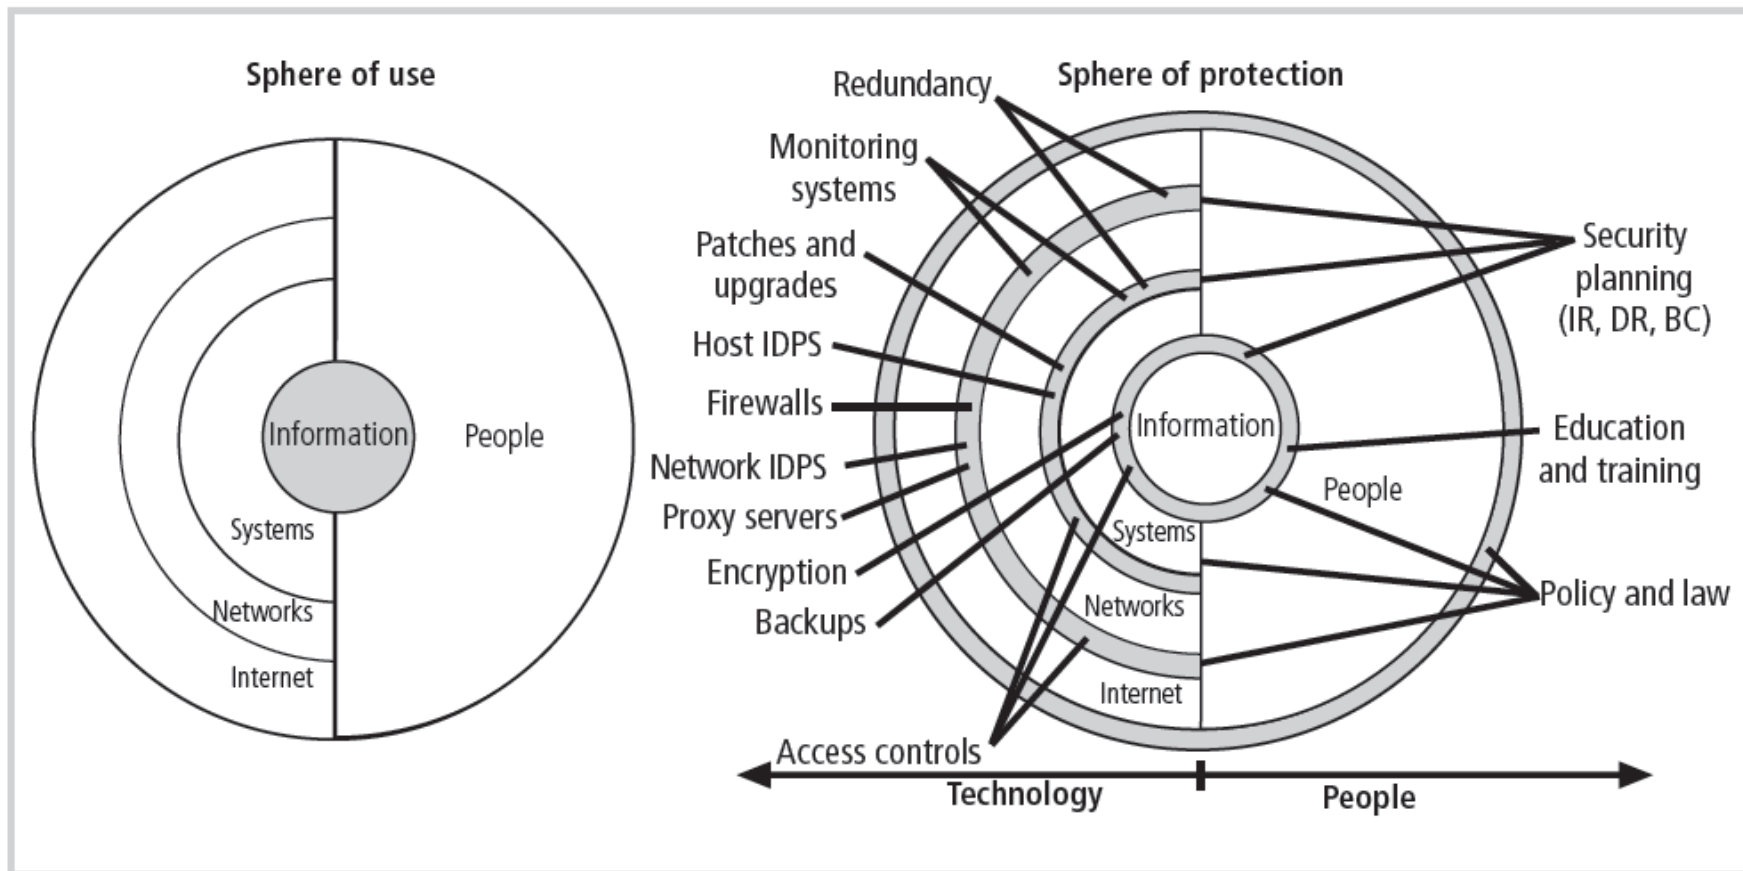 Sphere of use
Information
People
Systems
Networks
Internet
Sphere of protection
Redundancy
Monitoring
systems
Patches and
upgrades
Host IDPS
Firewalls
Network IDPS
Proxy servers
Encryption
Backups
Access controls
Information
People
Systems
Networks
Internet
Security
planning
(IR, DR, BC)
Education
and training
Policy and law
Technology
People